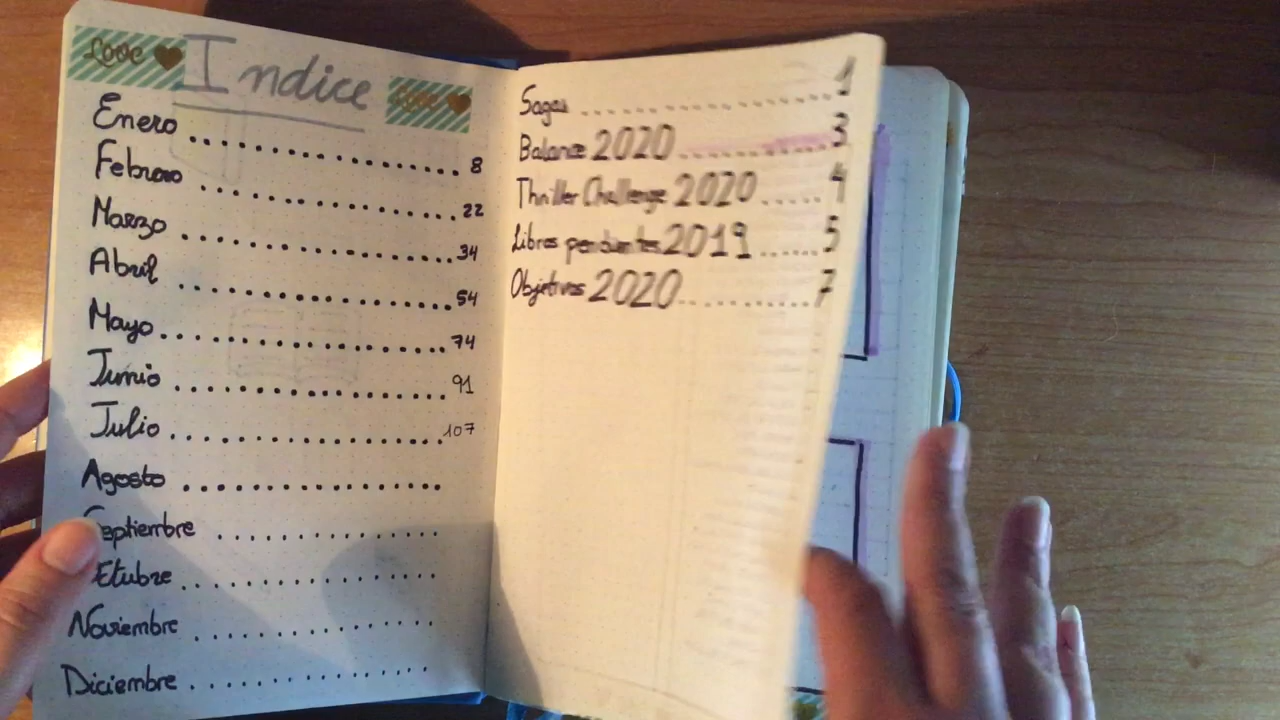 Love Indice Love
Enero .................... 8
Febrero .................. 22
Marzo .................... 34
Abril .................... 54
Mayo ..................... 74
Junio .................... 91
Julio .................... 107
Agosto ..................
Septiembre ..................
Etubre ..................
Noviembre ..................
Diciembre ..................
Sagas .................... 1
Balance 2020 ............. 3
Thriller Challenge 2020 ...... 4
Libros pendientes 2019 ....... 5
Objetivos 2020 ............ 7